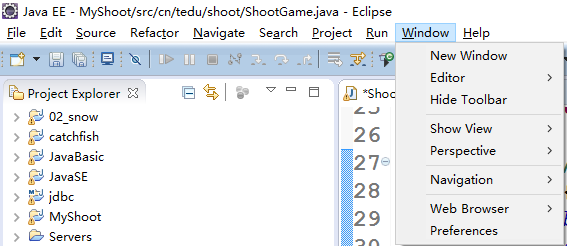 Java EE - MyShoot/src/cn/tedu/shoot/ShootGame.java - Eclipse
File Edit Source Refactor Navigate Search Project Run Window Help
New Window
Editor
Hide Toolbar
Show View
Perspective
Navigation
Web Browser
Preferences
Project Explorer
02_snow
catchfish
JavaBasic
JavaSE
jdbc
MyShoot
Servers
*Shoo
25
26
27
28
29
30